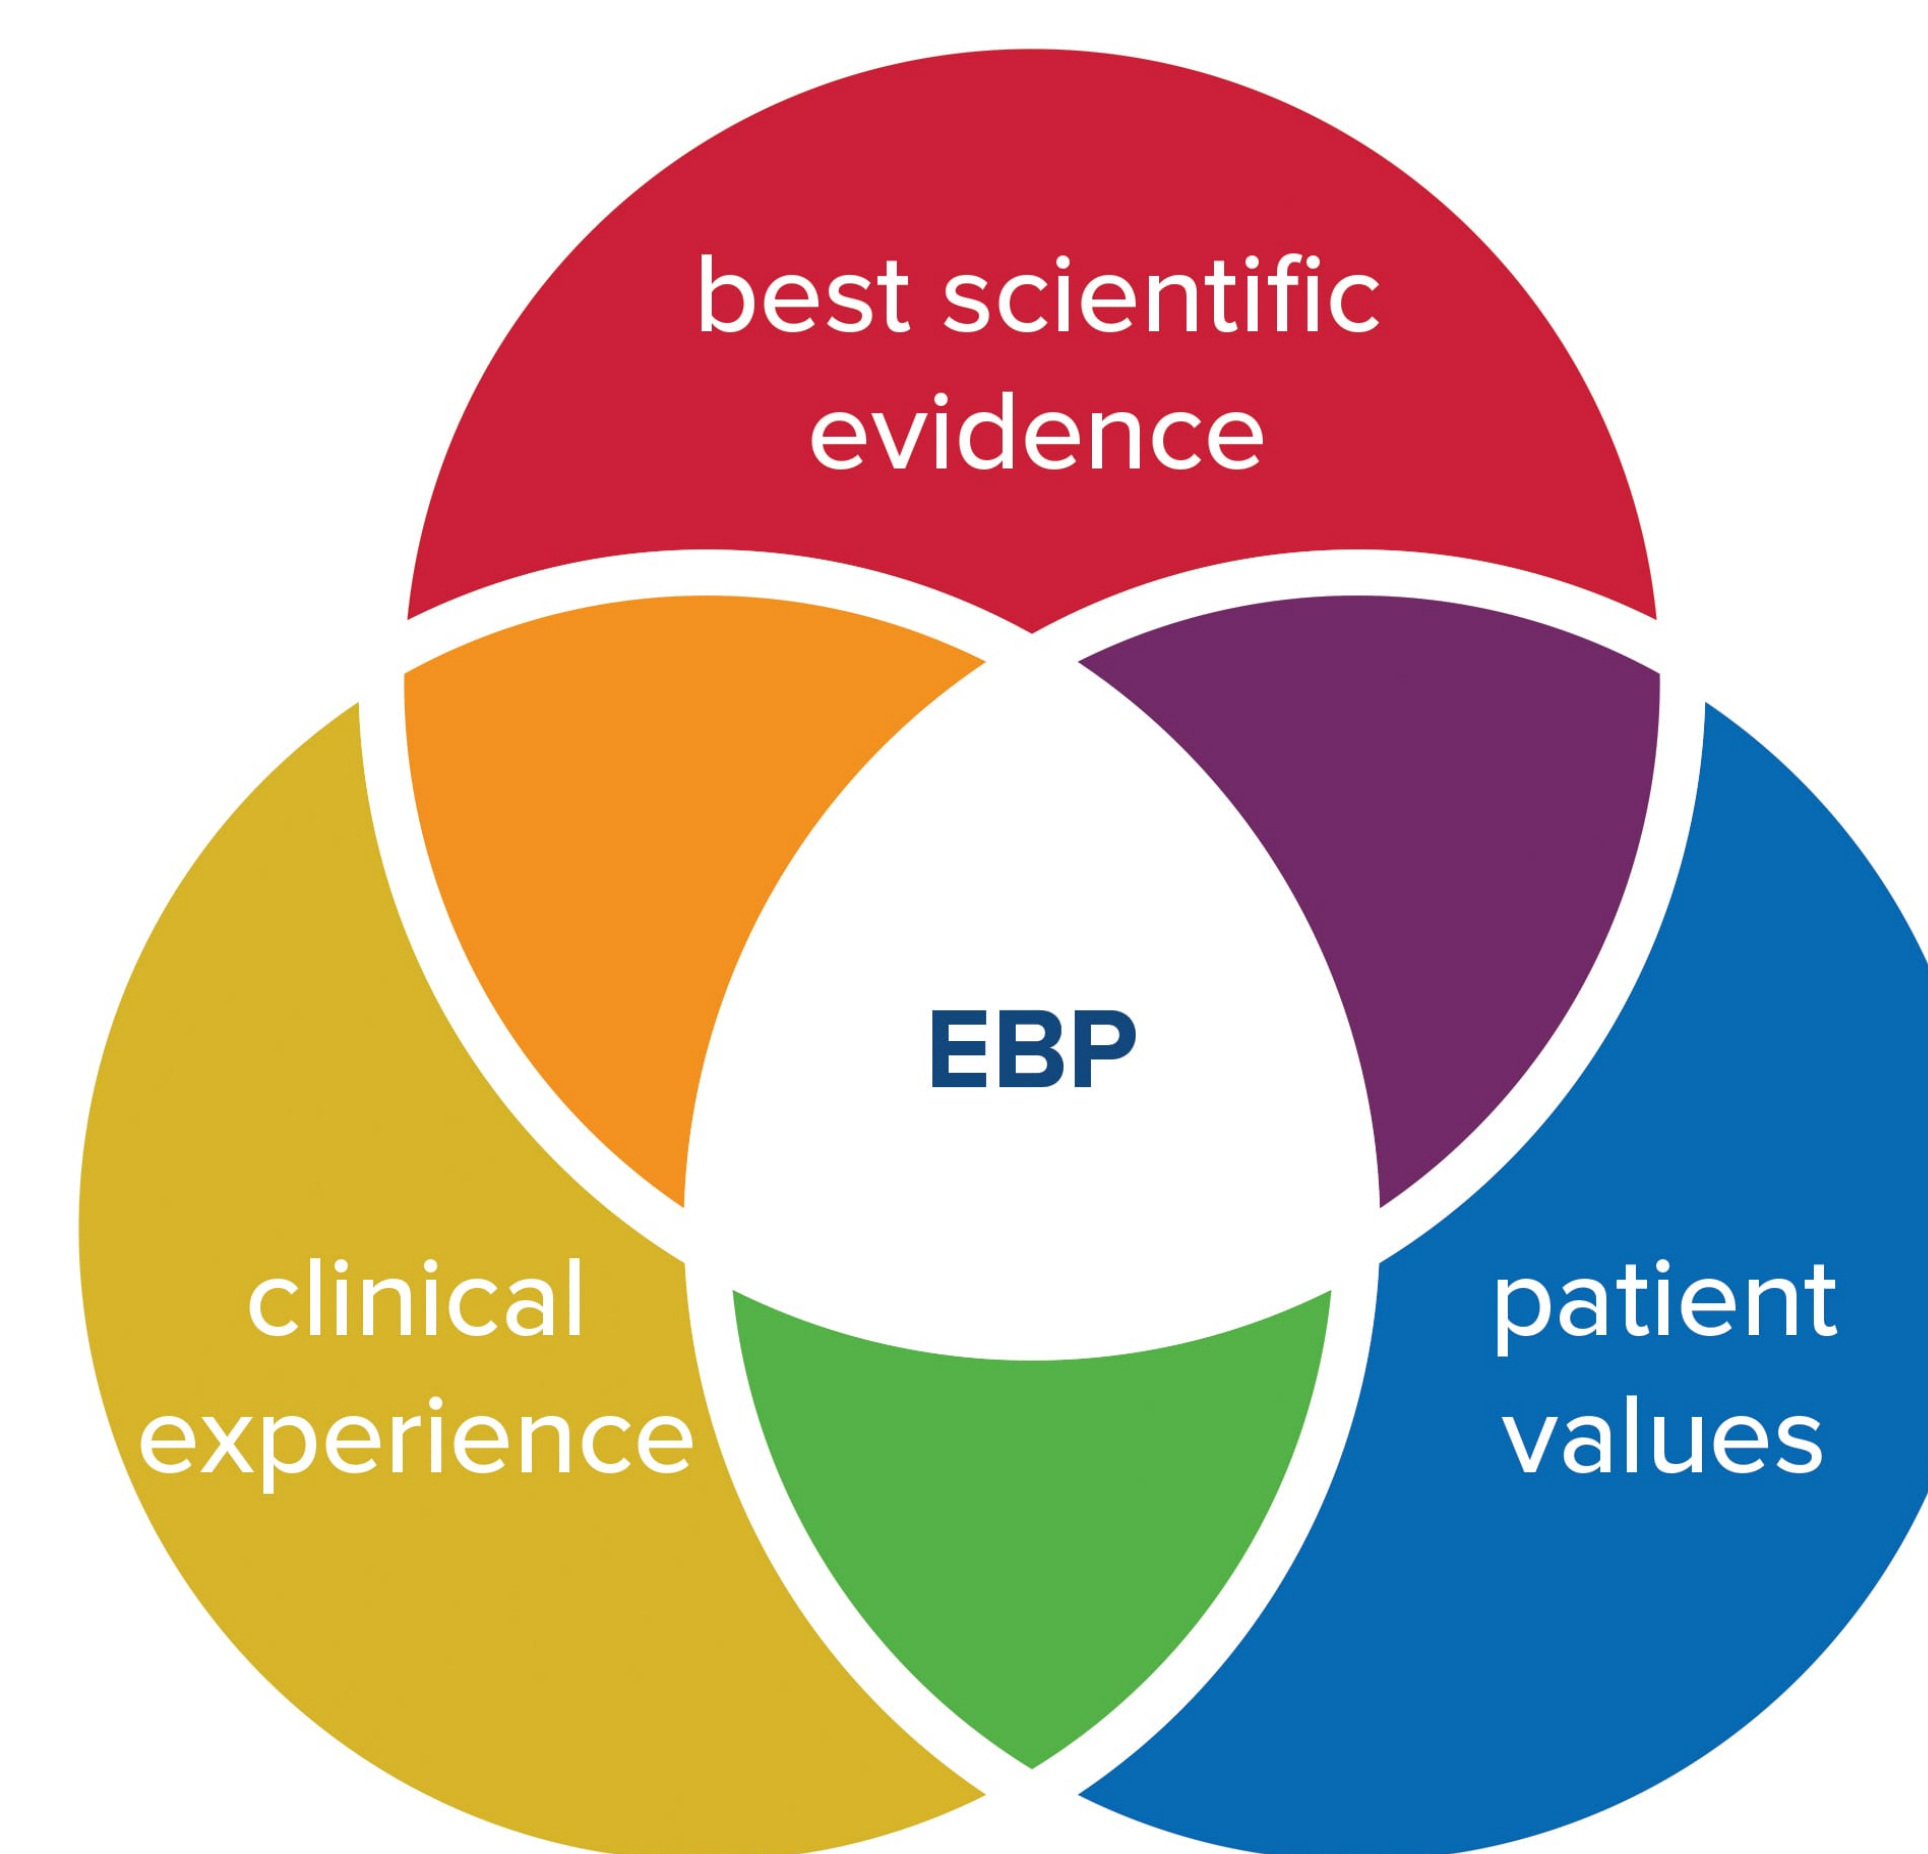 best scientific
evidence
EBP
clinical
experience
patient
values